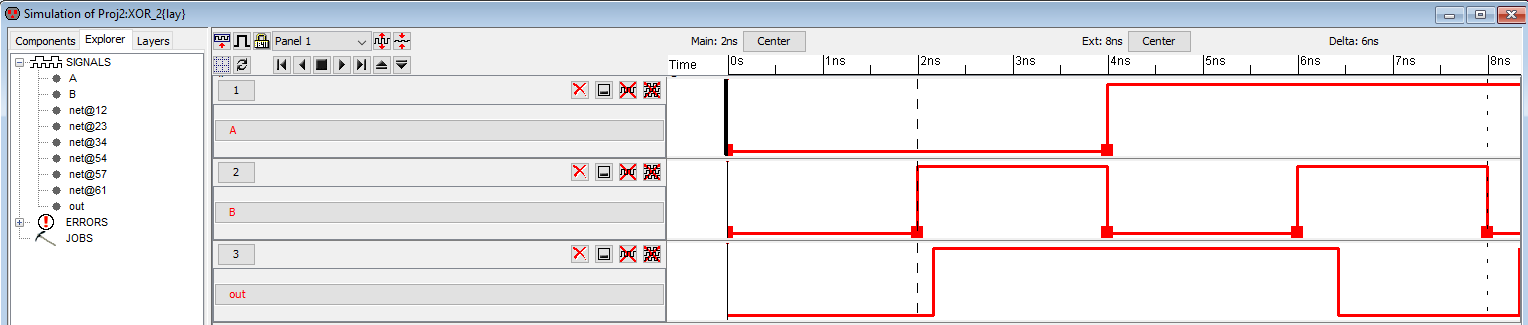 Simulation of Proj2:XOR_2{lay}
Components Explorer Layers
SIGNALS
A
B
net@12
net@23
net@34
net@54
net@57
net@61
out
ERRORS
JOBS
Panel 1
Main: 2ns Center Ext: 8ns Center Delta: 6ns
Time 0s 1ns 2ns 3ns 4ns 5ns 6ns 7ns 8ns
1
A
2
B
3
out